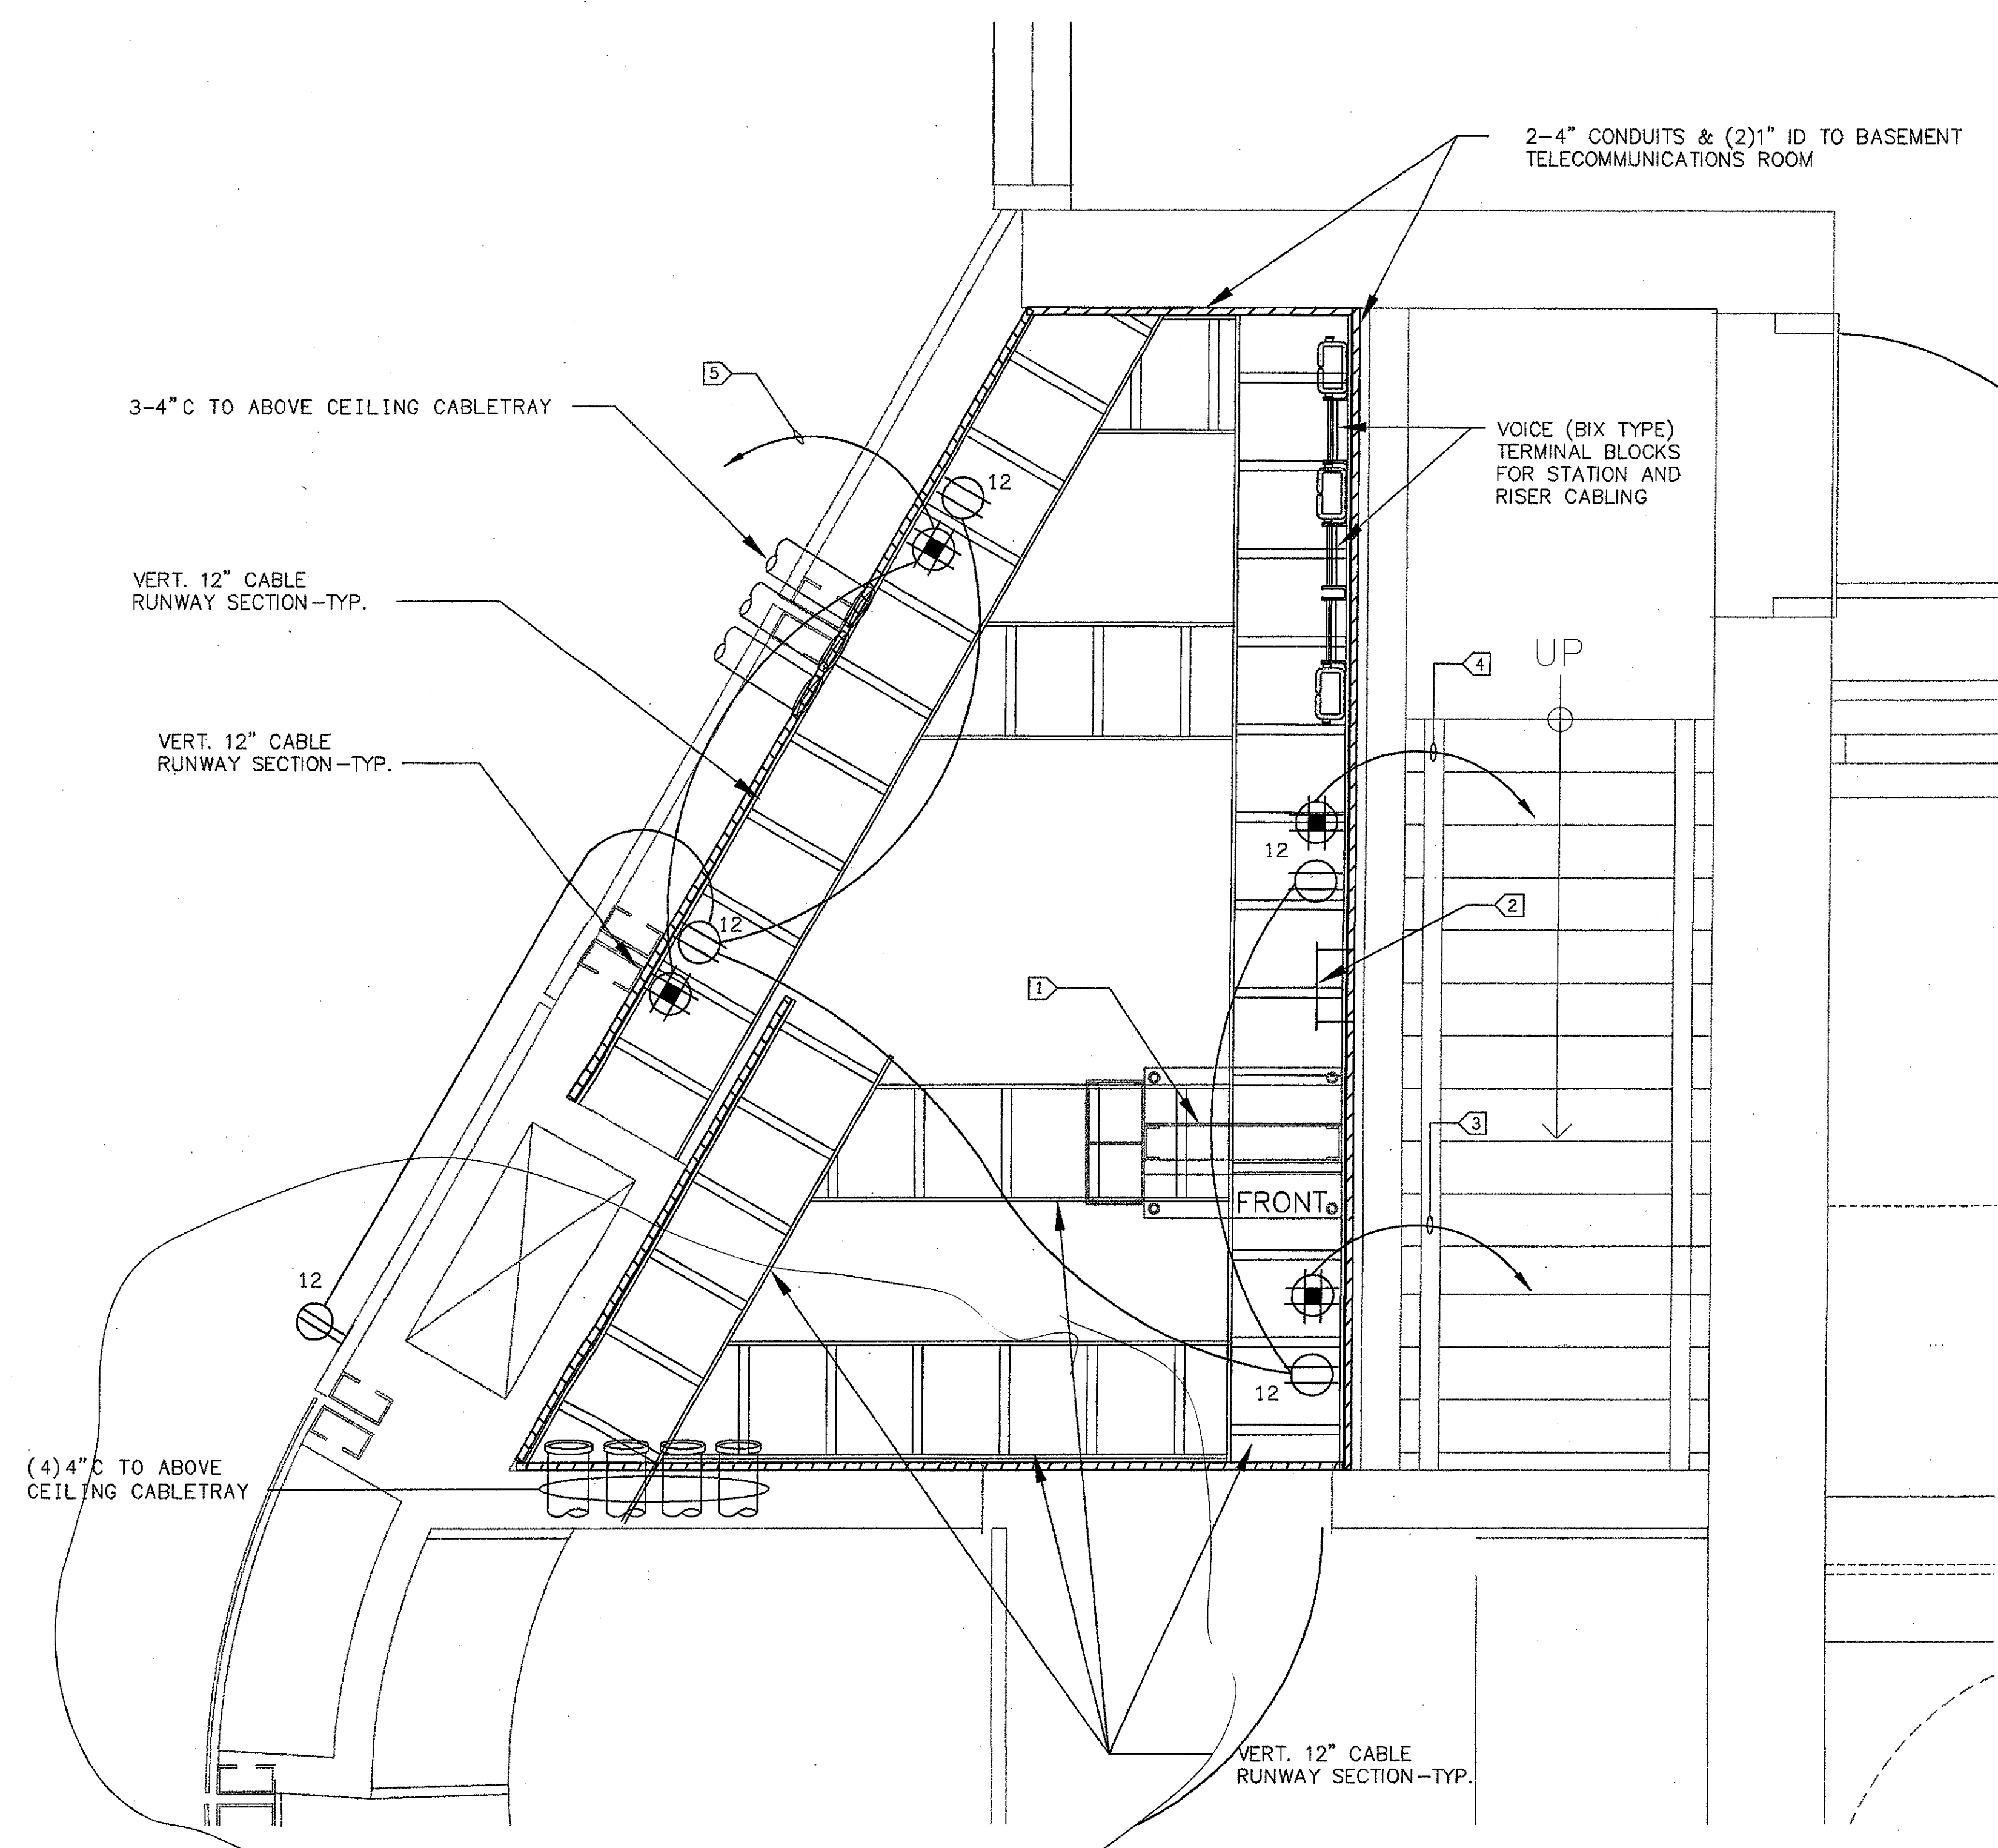 2-4" CONDUITS & (2)1" ID TO BASEMENT
TELECOMMUNICATIONS ROOM
5
3-4"C TO ABOVE CEILING CABLETRAY
12
VOICE (BIX TYPE)
TERMINAL BLOCKS
FOR STATION AND
RISER CABLING
VERT. 12" CABLE
RUNWAY SECTION-TYP.
UP
4
VERT. 12" CABLE
RUNWAY SECTION-TYP.
12
2
12
1
3
FRONT
12
12
(4)4"C TO ABOVE
CEILING CABLETRAY
VERT. 12" CABLE
RUNWAY SECTION-TYP.